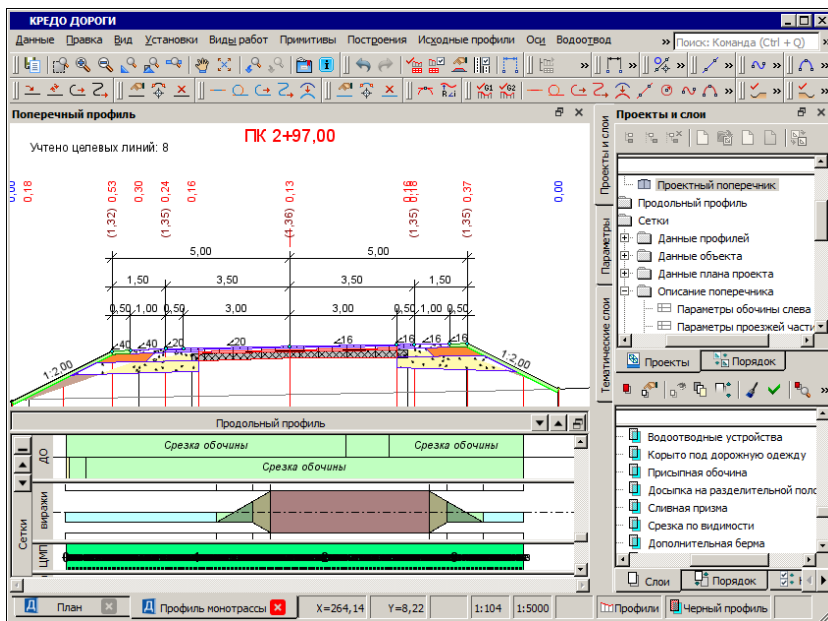 КРЕДО ДОРОГИ
Данные Правка Вид Установки Виды работ Примитивы Построения Исходные профили Оси Водоотвод » Поиск: Команда (Ctrl + Q)
Поперечный профиль
ПК 2+97,00
Учтено целевых линий: 8
0,00 0,18 (1,32) 0,53 0,30 (1,35) 0,24 0,16 (1,36) 0,13 0,18 (1,35) (1,35) 0,37 0,00
5,00 5,00
1,50 3,50 3,50 1,50
0,50 1,00 0,50 3,00 3,00 0,50 1,00 0,50
40 40 20 20 16 16 16
1:2,00 1:2,00
Продольный профиль
Сетки
ДО
Срезка обочины Срезка обочины
Срезка обочины
виражи
ЦМП
Проекты и слои
Параметры
Тематические слои
Проекты и слои
Проектный поперечник
Продольный профиль
Сетки
Данные профилей
Данные объекта
Данные плана проекта
Описание поперечника
Параметры обочины слева
Параметры проезжей части
Проекты Порядок
Водоотводные устройства
Корыто под дорожную одежду
Присыпная обочина
Досыпка на разделительной поло
Сливная призма
Срезка по видимости
Дополнительная берма
Слои Порядок
План Профиль монотрассы X=264,14 Y=8,22 1:104 1:5000 Профили Черный профиль